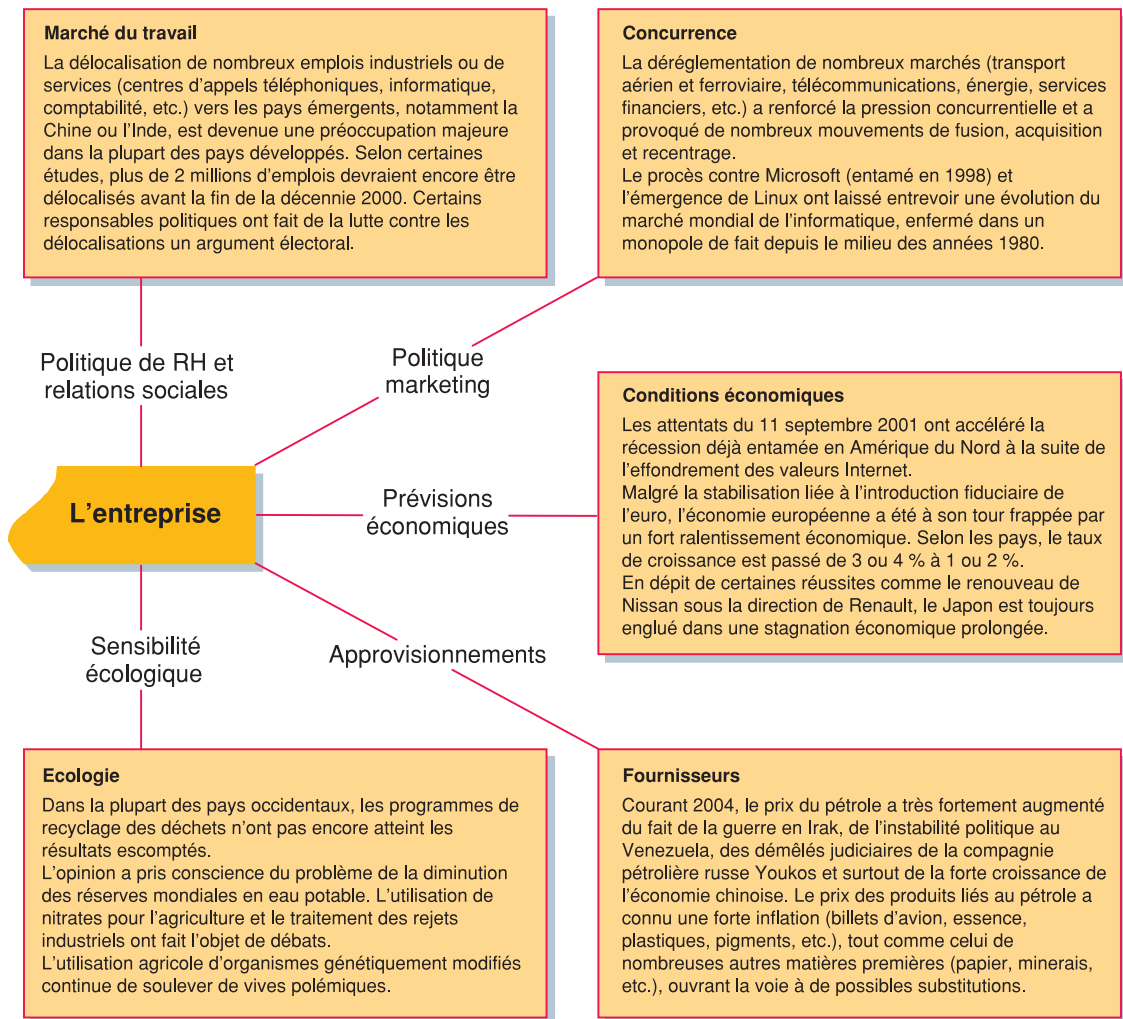 Marché du travail
La délocalisation de nombreux emplois industriels ou de
services (centres d'appels téléphoniques, informatique,
comptabilité, etc.) vers les pays émergents, notamment la
Chine ou l'Inde, est devenue une préoccupation majeure
dans la plupart des pays développés. Selon certaines
études, plus de 2 millions d'emplois devraient encore être
délocalisés avant la fin de la décennie 2000. Certains
responsables politiques ont fait de la lutte contre les
délocalisations un argument électoral.
Concurrence
La déréglementation de nombreux marchés (transport
aérien et ferroviaire, télécommunications, énergie, services
financiers, etc.) a renforcé la pression concurrentielle et a
provoqué de nombreux mouvements de fusion, acquisition
et recentrage.
Le procès contre Microsoft (entamé en 1998) et
l'émergence de Linux ont laissé entrevoir une évolution du
marché mondial de l'informatique, enfermé dans un
monopole de fait depuis le milieu des années 1980.
Politique de RH et
relations sociales
Politique
marketing
Conditions économiques
Les attentats du 11 septembre 2001 ont accéléré la
récession déjà entamée en Amérique du Nord à la suite de
l'effondrement des valeurs Internet.
Malgré la stabilisation liée à l'introduction fiduciaire de
l'euro, l'économie européenne a été à son tour frappée par
un fort ralentissement économique. Selon les pays, le taux
de croissance est passé de 3 ou 4 % à 1 ou 2 %.
En dépit de certaines réussites comme le renouveau de
Nissan sous la direction de Renault, le Japon est toujours
englué dans une stagnation économique prolongée.
L'entreprise
Prévisions
économiques
Sensibilité
écologique
Approvisionnements
Ecologie
Dans la plupart des pays occidentaux, les programmes de
recyclage des déchets n'ont pas encore atteint les
résultats escomptés.
L'opinion a pris conscience du problème de la diminution
des réserves mondiales en eau potable. L'utilisation de
nitrates pour l'agriculture et le traitement des rejets
industriels ont fait l'objet de débats.
L'utilisation agricole d'organismes génétiquement modifiés
continue de soulever de vives polémiques.
Fournisseurs
Courant 2004, le prix du pétrole a très fortement augmenté
du fait de la guerre en Irak, de l'instabilité politique au
Venezuela, des démêlés judiciaires de la compagnie
pétrolière russe Youkos et surtout de la forte croissance de
l'économie chinoise. Le prix des produits liés au pétrole a
connu une forte inflation (billets d'avion, essence,
plastiques, pigments, etc.), tout comme celui de
nombreuses autres matières premières (papier, minerais,
etc.), ouvrant la voie à de possibles substitutions.